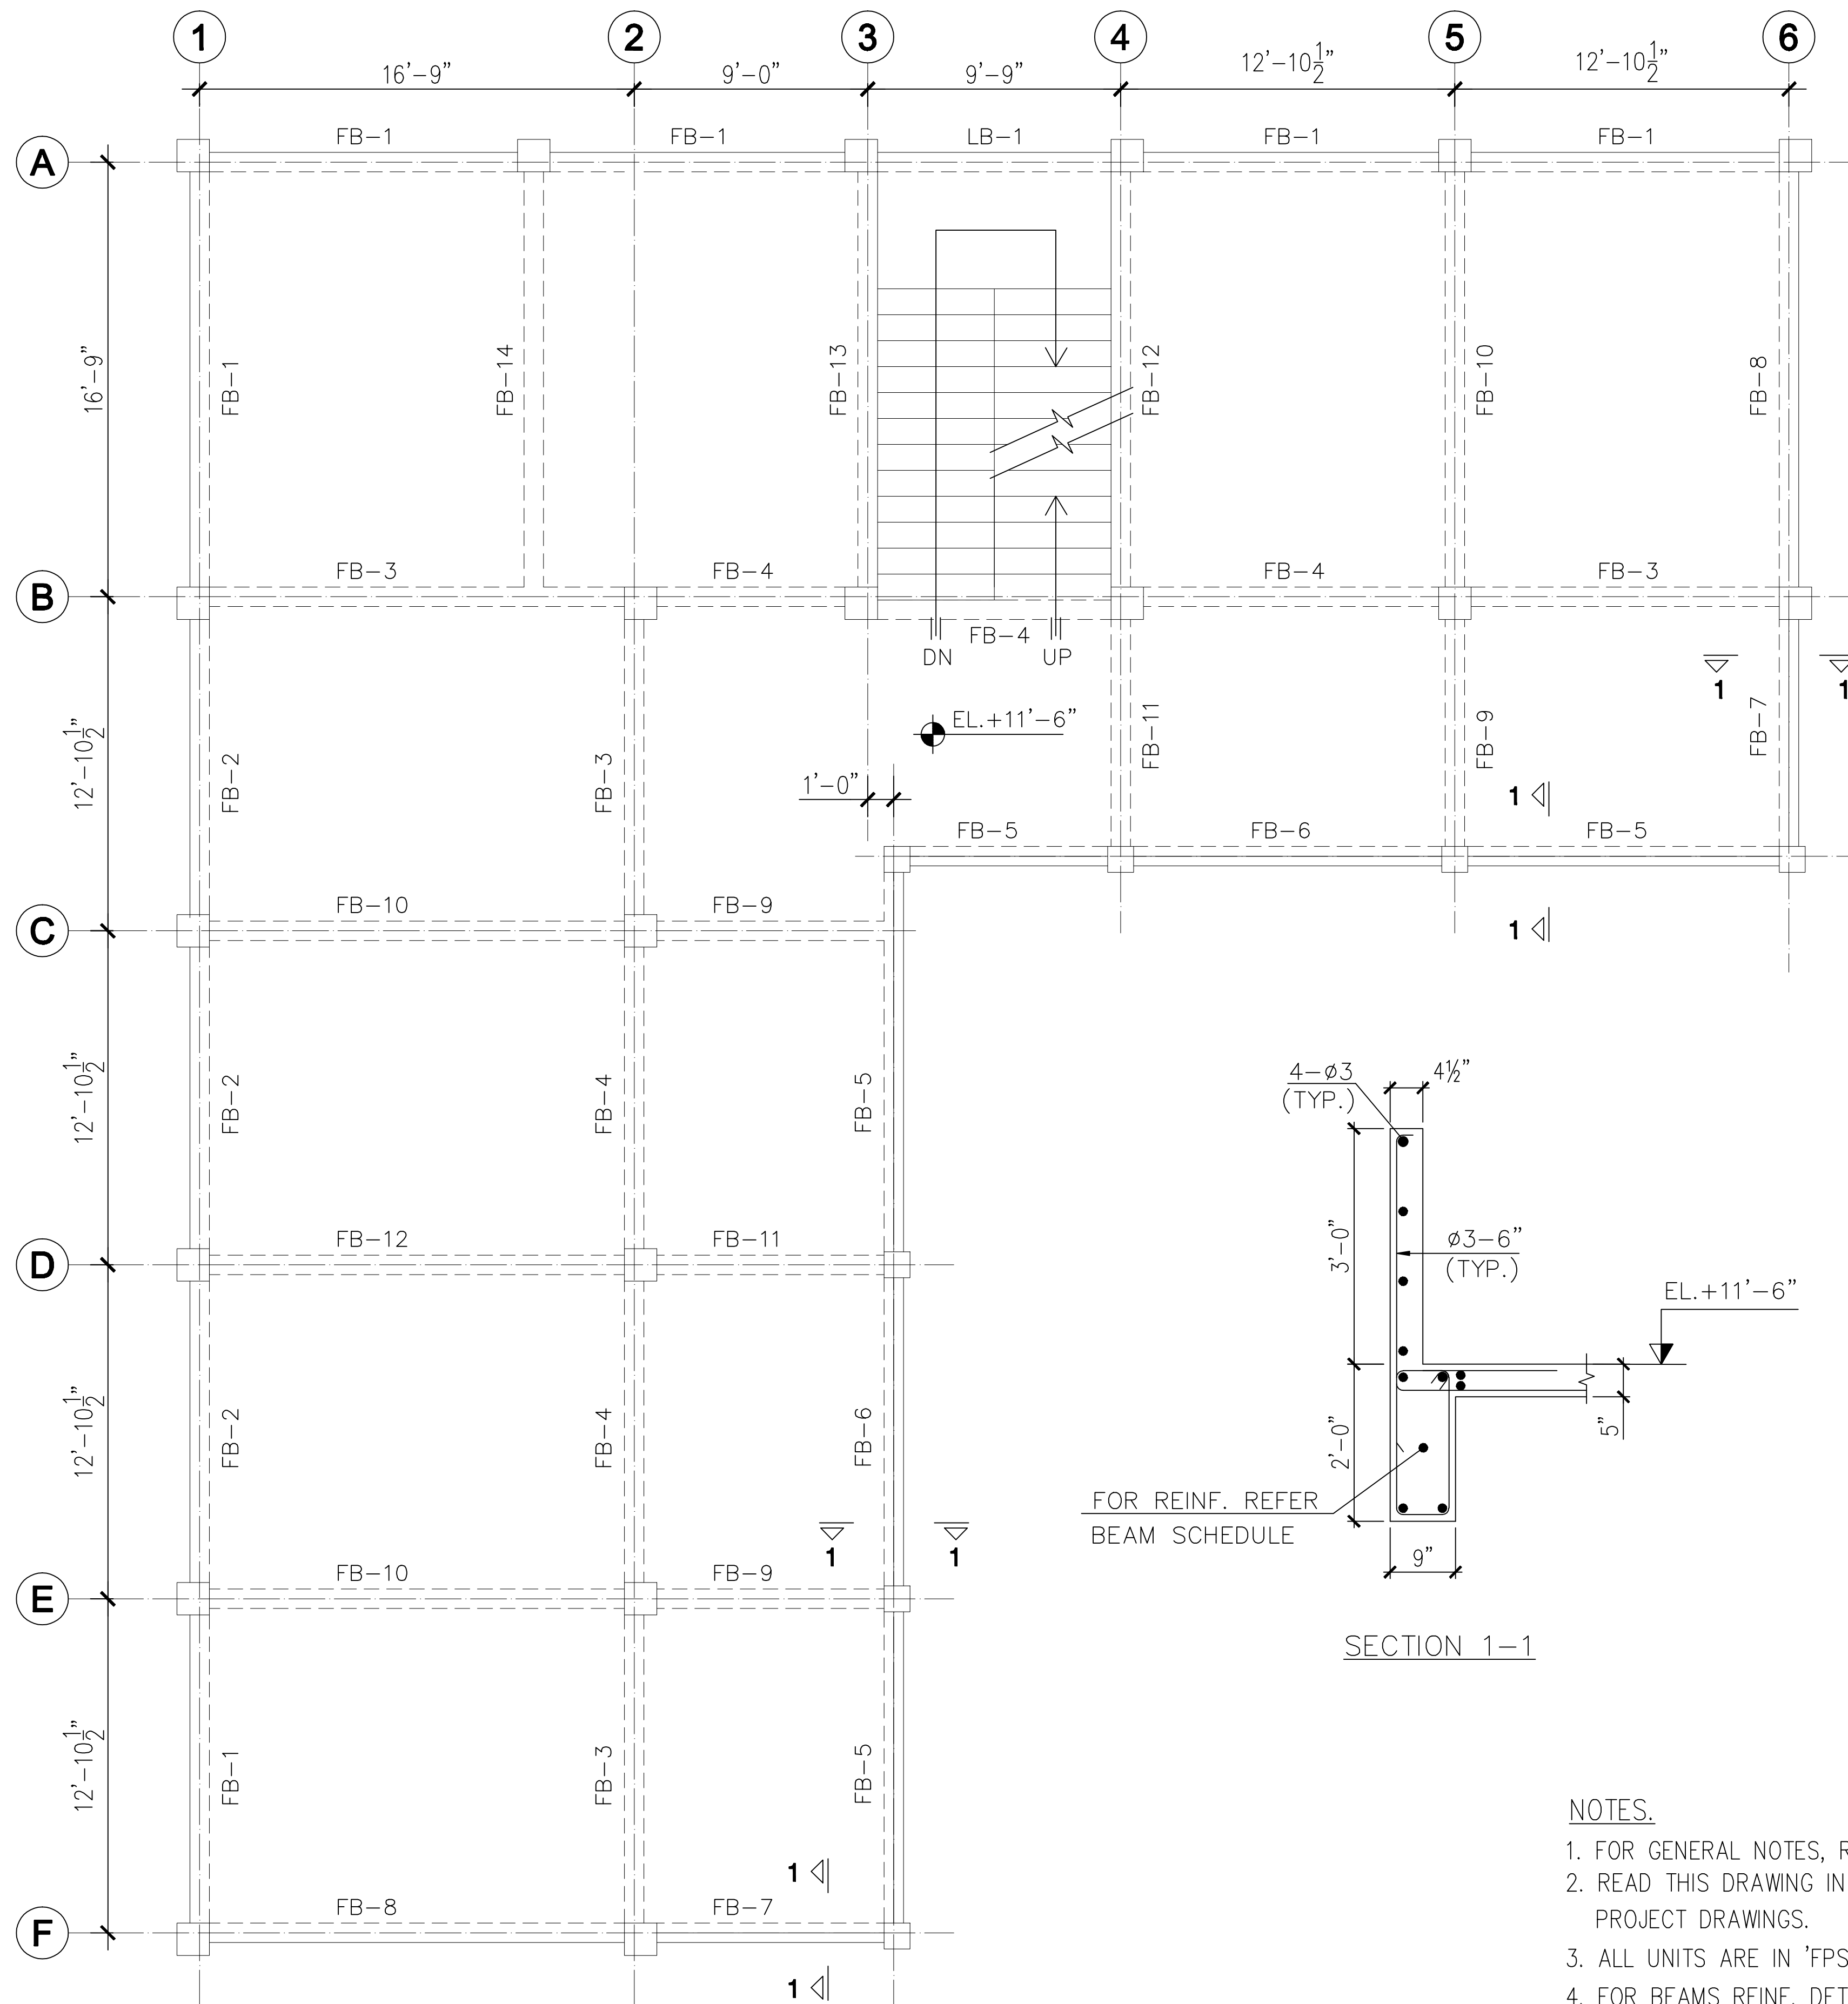 1 2 3 4 5 6
16'-9" 9'-0" 9'-9" 12'-10½" 12'-10½"
FB-1 FB-1 LB-1 FB-1 FB-1
A
16'-9"
FB-1 FB-14 FB-13 FB-12 FB-10 FB-8
FB-3 FB-4 FB-4 FB-3
B
FB-4
DN UP
1 1
EL.+11'-6"
12'-10½"
FB-2 FB-3 FB-11 FB-9 FB-7
1'-0"
1
FB-5 FB-6 FB-5
FB-10 FB-9
C
1
12'-10½"
FB-2 FB-4 FB-5
4-ø3
(TYP.)
4½"
3'-0"
ø3-6"
(TYP.)
FB-12 FB-11
D
EL.+11'-6"
12'-10½"
FB-2 FB-4 FB-6
2'-0"
5"
FOR REINF. REFER
BEAM SCHEDULE
1 1
9"
FB-10 FB-9
E
SECTION 1-1
12'-10½"
FB-1 FB-3 FB-5
1
FB-8 FB-7
F
1
NOTES.
1. FOR GENERAL NOTES,
2. READ THIS DRAWING IN
PROJECT DRAWINGS.
3. ALL UNITS ARE IN 'FPS
4. FOR BEAMS REINF.